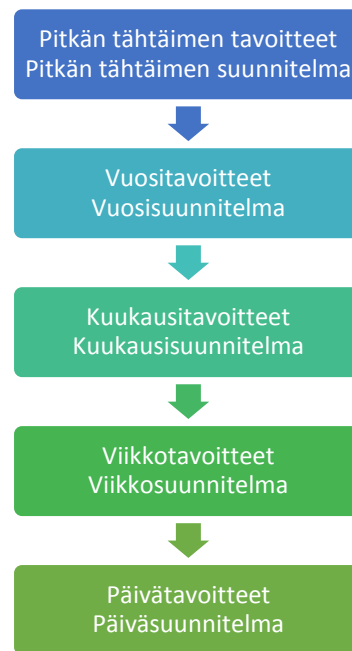 Pitkän tähtäimen tavoitteet
Pitkän tähtäimen suunnitelma
Vuositavoitteet
Vuosisuunnitelma
Kuukausitavoitteet
Kuukausisuunnitelma
Viikkotavoitteet
Viikkosuunnitelma
Päivätavoitteet
Päiväsuunnitelma